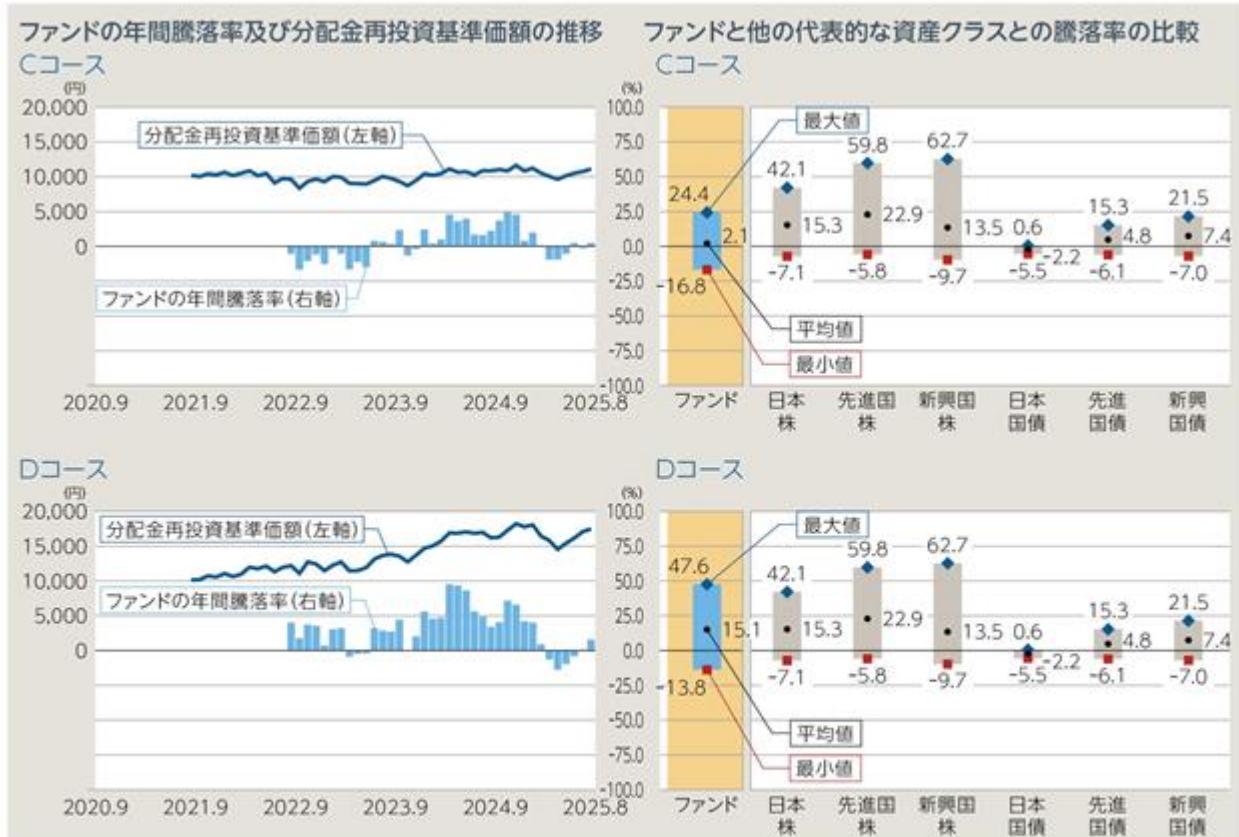 ファンドの年間騰落率及び分配金再投資基準価額の推移
Cコース
(円)
20,000
15,000
10,000
5,000
0
分配金再投資基準価額(左軸)
ファンドの年間騰落率(右軸)
(%)
100.0
75.0
50.0
25.0
0.0
-25.0
-50.0
-75.0
-100.0
2020.9 2021.9 2022.9 2023.9 2024.9 2025.8
ファンドと他の代表的な資産クラスとの騰落率の比較
Cコース
最大値
平均値
最小値
24.4 42.1 59.8 62.7 0.6 15.3 21.5
2.1 15.3 22.9 13.5 -2.2 4.8 7.4
-16.8 -7.1 -5.8 -9.7 -5.5 -6.1 -7.0
ファンド 日本 先進国 新興国 日本 先進 新興
株 株 株 国債 国債 国債
Dコース
(円)
20,000
15,000
10,000
5,000
0
分配金再投資基準価額(左軸)
ファンドの年間騰落率(右軸)
(%)
100.0
75.0
50.0
25.0
0.0
-25.0
-50.0
-75.0
-100.0
2020.9 2021.9 2022.9 2023.9 2024.9 2025.8
Dコース
最大値
平均値
最小値
47.6 42.1 59.8 62.7 0.6 15.3 21.5
15.1 15.3 22.9 13.5 -2.2 4.8 7.4
-13.8 -7.1 -5.8 -9.7 -5.5 -6.1 -7.0
ファンド 日本 先進国 新興国 日本 先進 新興
株 株 株 国債 国債 国債